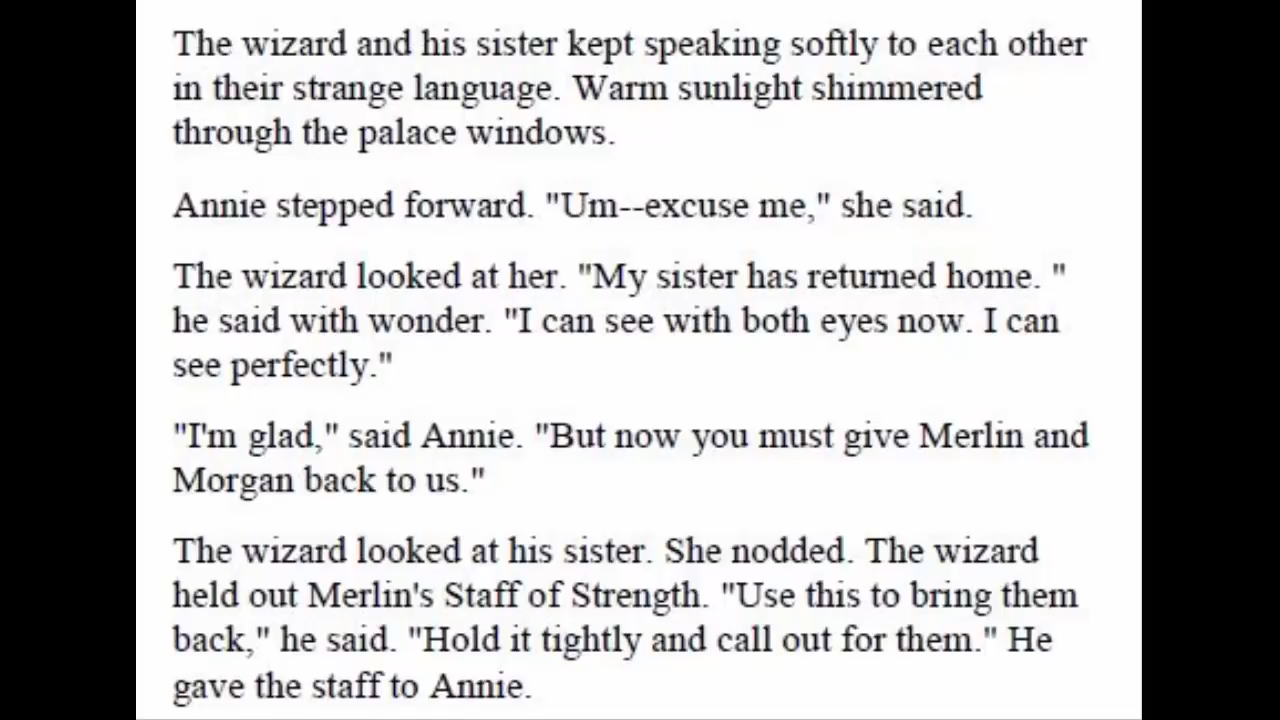 The wizard and his sister kept speaking softly to each other
in their strange language. Warm sunlight shimmered
through the palace windows.
Annie stepped forward. "Um--excuse me," she said.
The wizard looked at her. "My sister has returned home. "
he said with wonder. "I can see with both eyes now. I can
see perfectly."
"I'm glad," said Annie. "But now you must give Merlin and
Morgan back to us."
The wizard looked at his sister. She nodded. The wizard
held out Merlin's Staff of Strength. "Use this to bring them
back," he said. "Hold it tightly and call out for them." He
gave the staff to Annie.